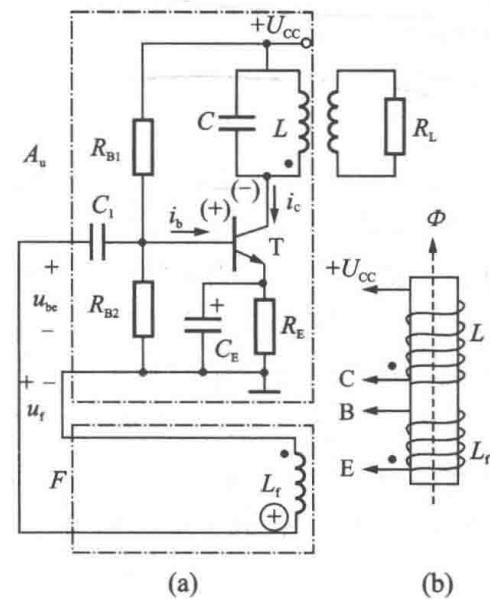 +U_CC
A_u
R_B1
C
L
R_L
C_1
i_b
(+)
(−)
i_c
T
+
u_be
−
R_B2
+
C_E
R_E
+ −
u_f
F
L_f
+
(a)
Φ
+U_CC
L
C
B
E
L_f
(b)